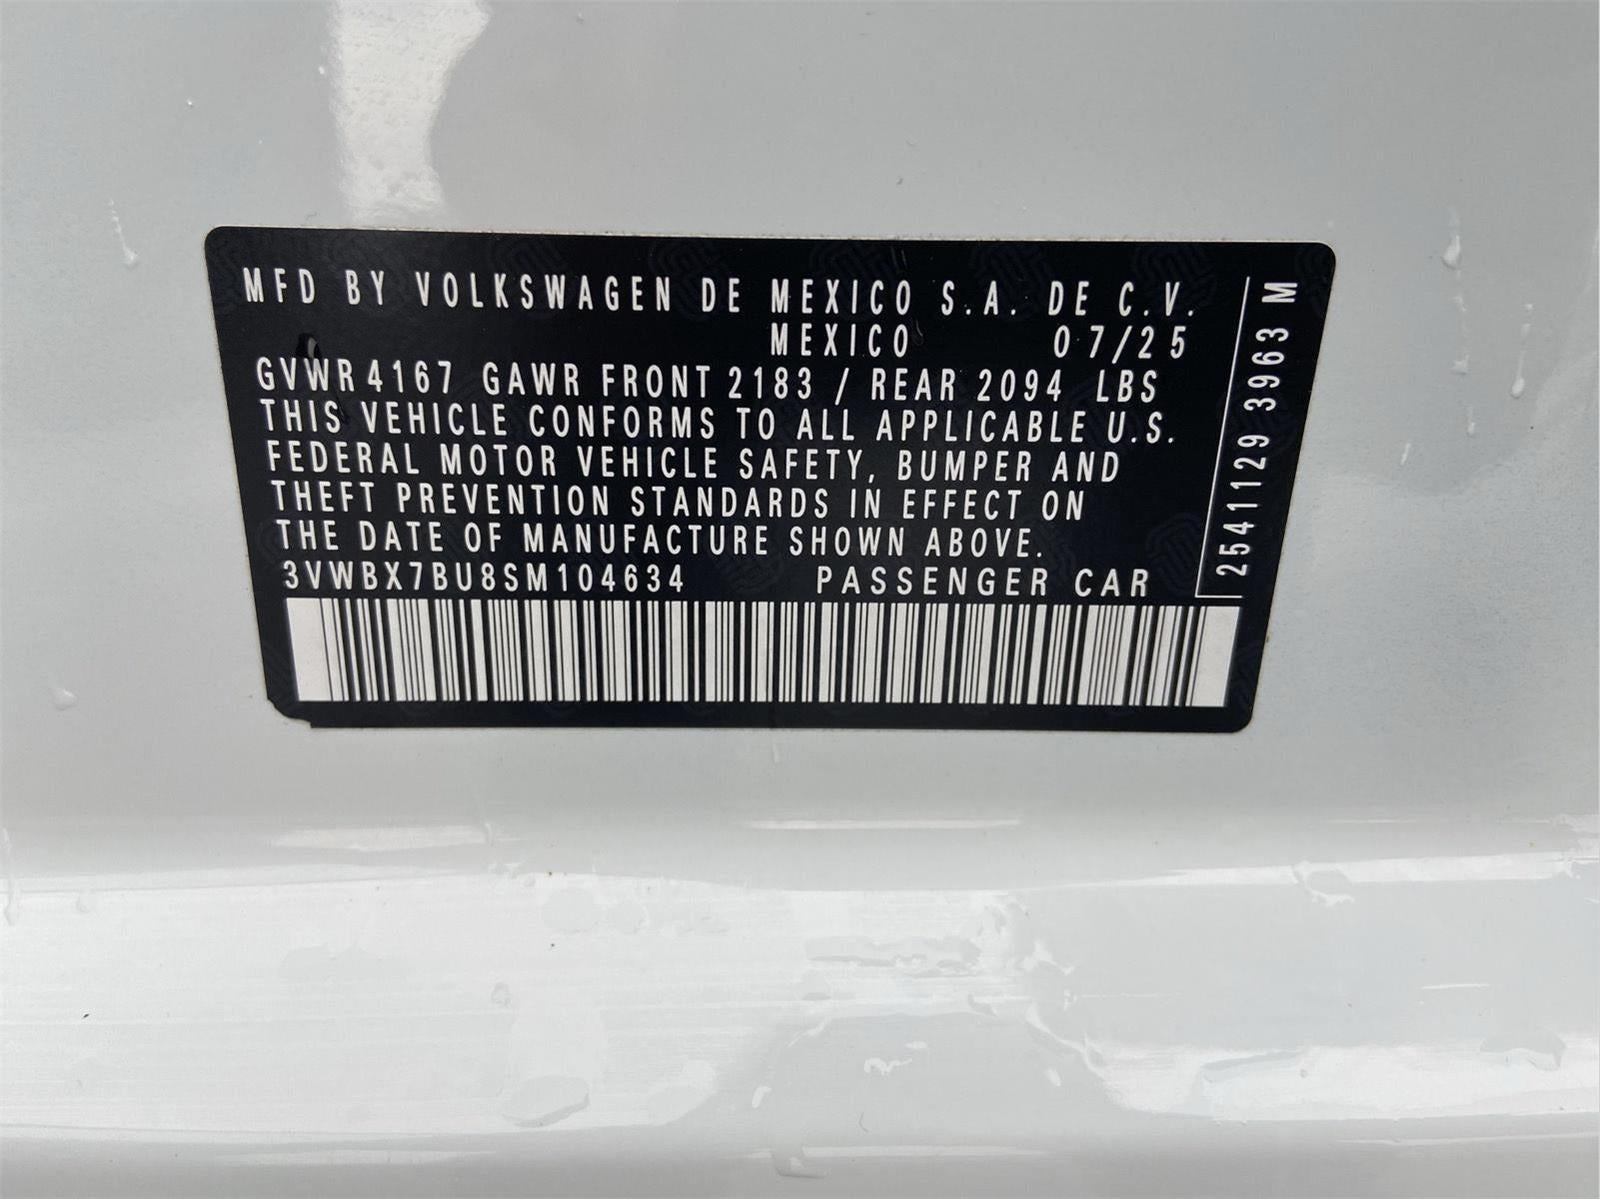 MFD BY VOLKSWAGEN DE MEXICO S.A. DE C.V.
MEXICO 07/25
GVWR 4167 GAWR FRONT 2183 / REAR 2094 LBS
THIS VEHICLE CONFORMS TO ALL APPLICABLE U.S.
FEDERAL MOTOR VEHICLE SAFETY, BUMPER AND
THEFT PREVENTION STANDARDS IN EFFECT ON
THE DATE OF MANUFACTURE SHOWN ABOVE.
3VWBX7BU8SM104634 PASSENGER CAR
2541129 3963 M